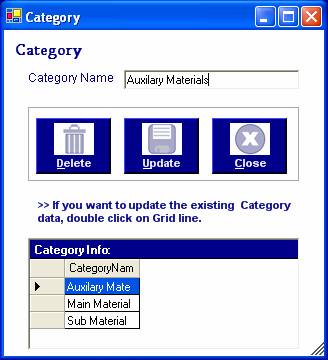 Category
Category
Category Name Auxilary Materials
Delete Update Close
>> If you want to update the existing Category
data, double click on Grid line.
Category Info:
CategoryNam
Auxilary Mate
Main Material
Sub Material